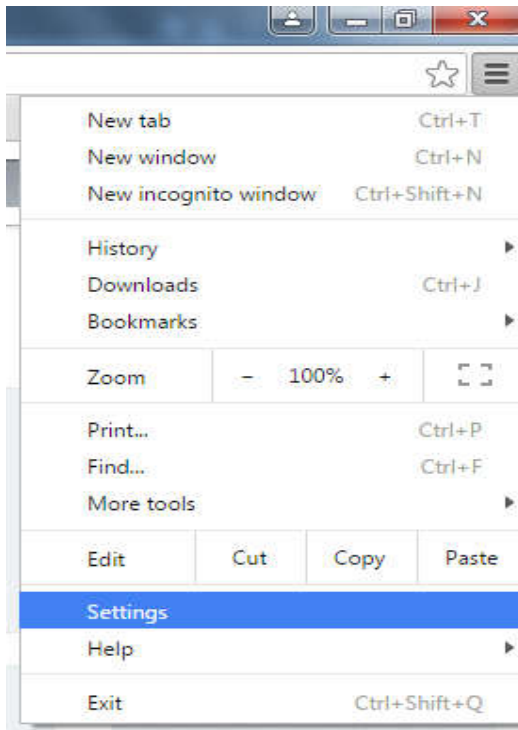 New tab Ctrl+T
New window Ctrl+N
New incognito window Ctrl+Shift+N
History
Downloads Ctrl+J
Bookmarks
Zoom - 100% +
Print... Ctrl+P
Find... Ctrl+F
More tools
Edit Cut Copy Paste
Settings
Help
Exit Ctrl+Shift+Q